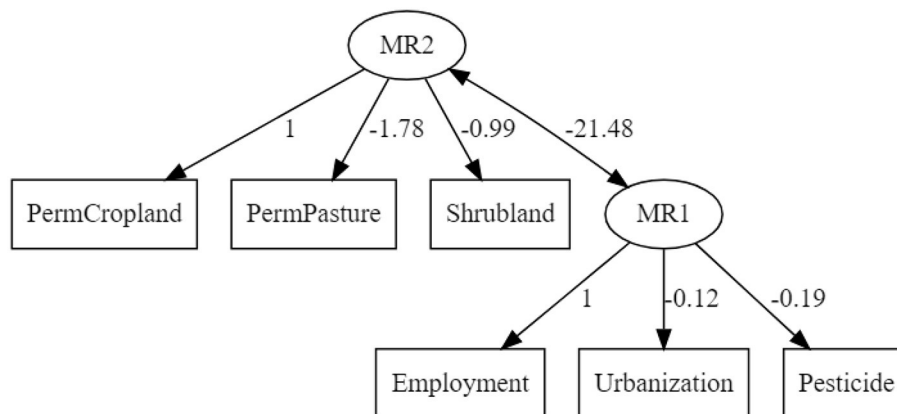 MR2
1
-1.78
-0.99
-21.48
PermCropland
PermPasture
Shrubland
MR1
1
-0.12
-0.19
Employment
Urbanization
Pesticide